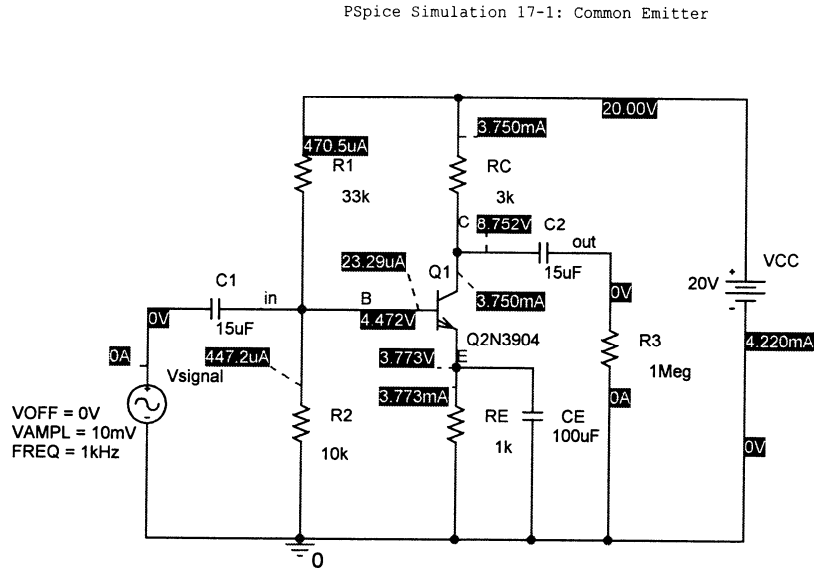 PSpice Simulation 17-1: Common Emitter
20.00V
3.750mA
470.5uA
R1
33k
RC
3k
C
8.752V
C2
out
15uF
23.29uA
Q1
3.750mA
0V
20V
VCC
C1
in
B
15uF
4.472V
Q2N3904
0V
0A
447.2uA
3.773V
E
R3
1Meg
4.220mA
Vsignal
3.773mA
0A
VOFF = 0V
VAMPL = 10mV
FREQ = 1kHz
R2
10k
RE
1k
CE
100uF
0V
0